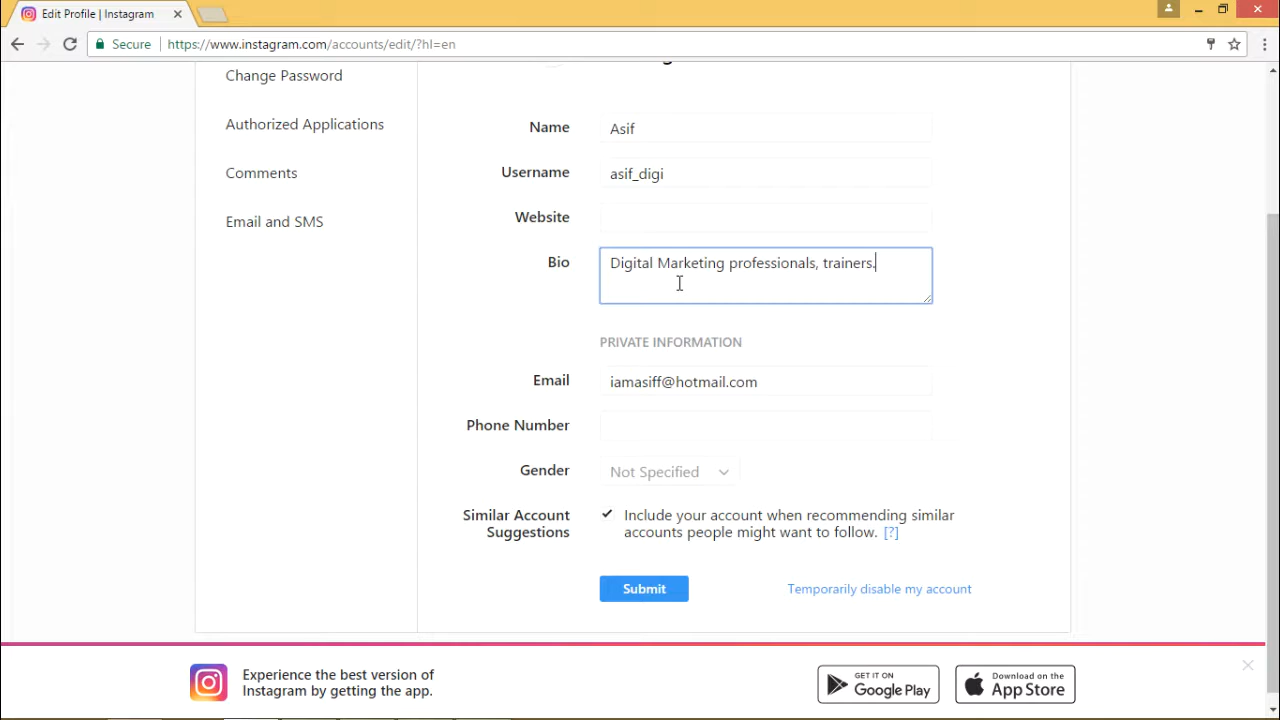 Edit Profile | Instagram
Secure
https://www.instagram.com/accounts/edit/?hl=en
Change Password
Authorized Applications
Comments
Email and SMS
Name
Asif
Username
asif_digi
Website
Bio
Digital Marketing professionals, trainers.
PRIVATE INFORMATION
Email
iamasiff@hotmail.com
Phone Number
Gender
Not Specified
Similar Account
Suggestions
Include your account when recommending similar
accounts people might want to follow. [?]
Submit
Temporarily disable my account
Experience the best version of
Instagram by getting the app.
GET IT ON
Google Play
Download on the
App Store